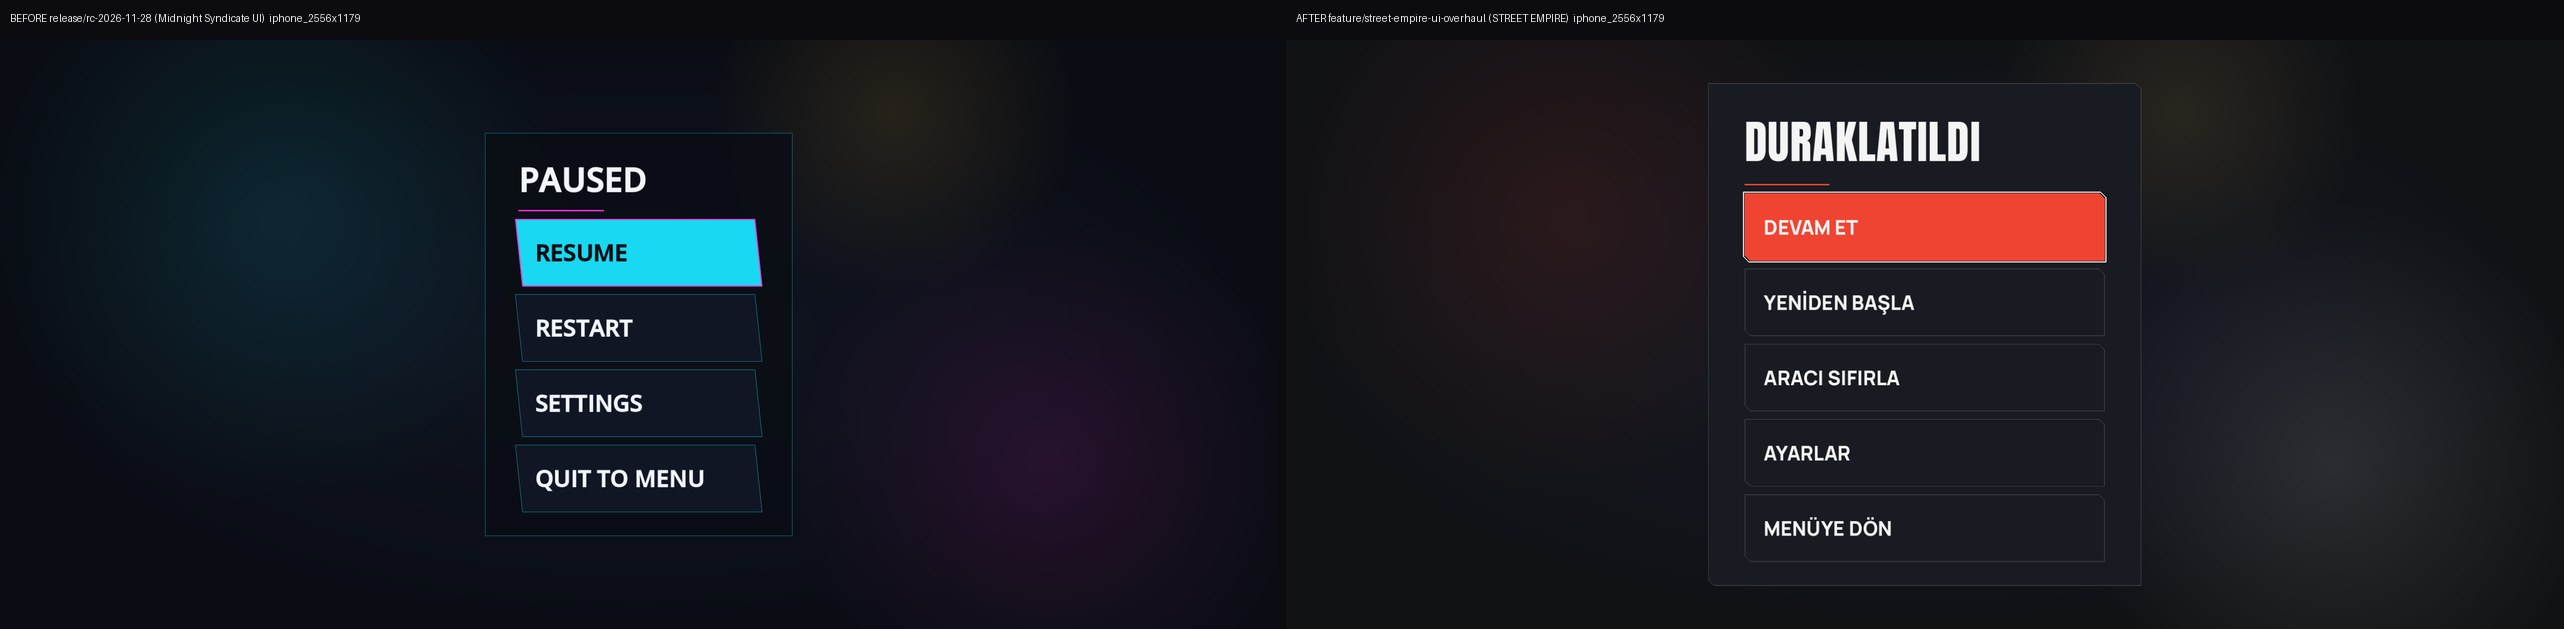 BEFORE release/rc-2026-11-28 (Midnight Syndicate UI) iphone_2556x1179
PAUSED
RESUME
RESTART
SETTINGS
QUIT TO MENU
AFTER feature/street-empire-ui-overhaul (STREET EMPIRE) iphone_2556x1179
DURAKLATILDI
DEVAM ET
YENİDEN BAŞLA
ARACI SIFIRLA
AYARLAR
MENÜYE DÖN